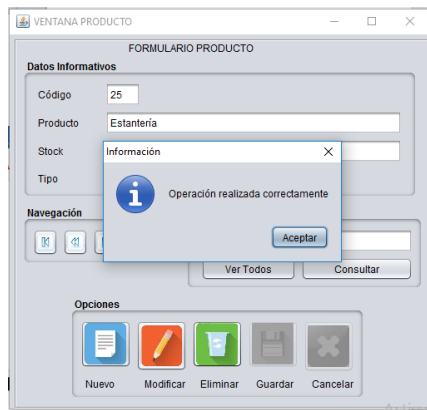 VENTANA PRODUCTO
FORMULARIO PRODUCTO
Datos Informativos
Código 25
Producto Estantería
Stock
Tipo
Información
Operación realizada correctamente
Aceptar
Navegación
Ver Todos Consultar
Opciones
Nuevo Modificar Eliminar Guardar Cancelar